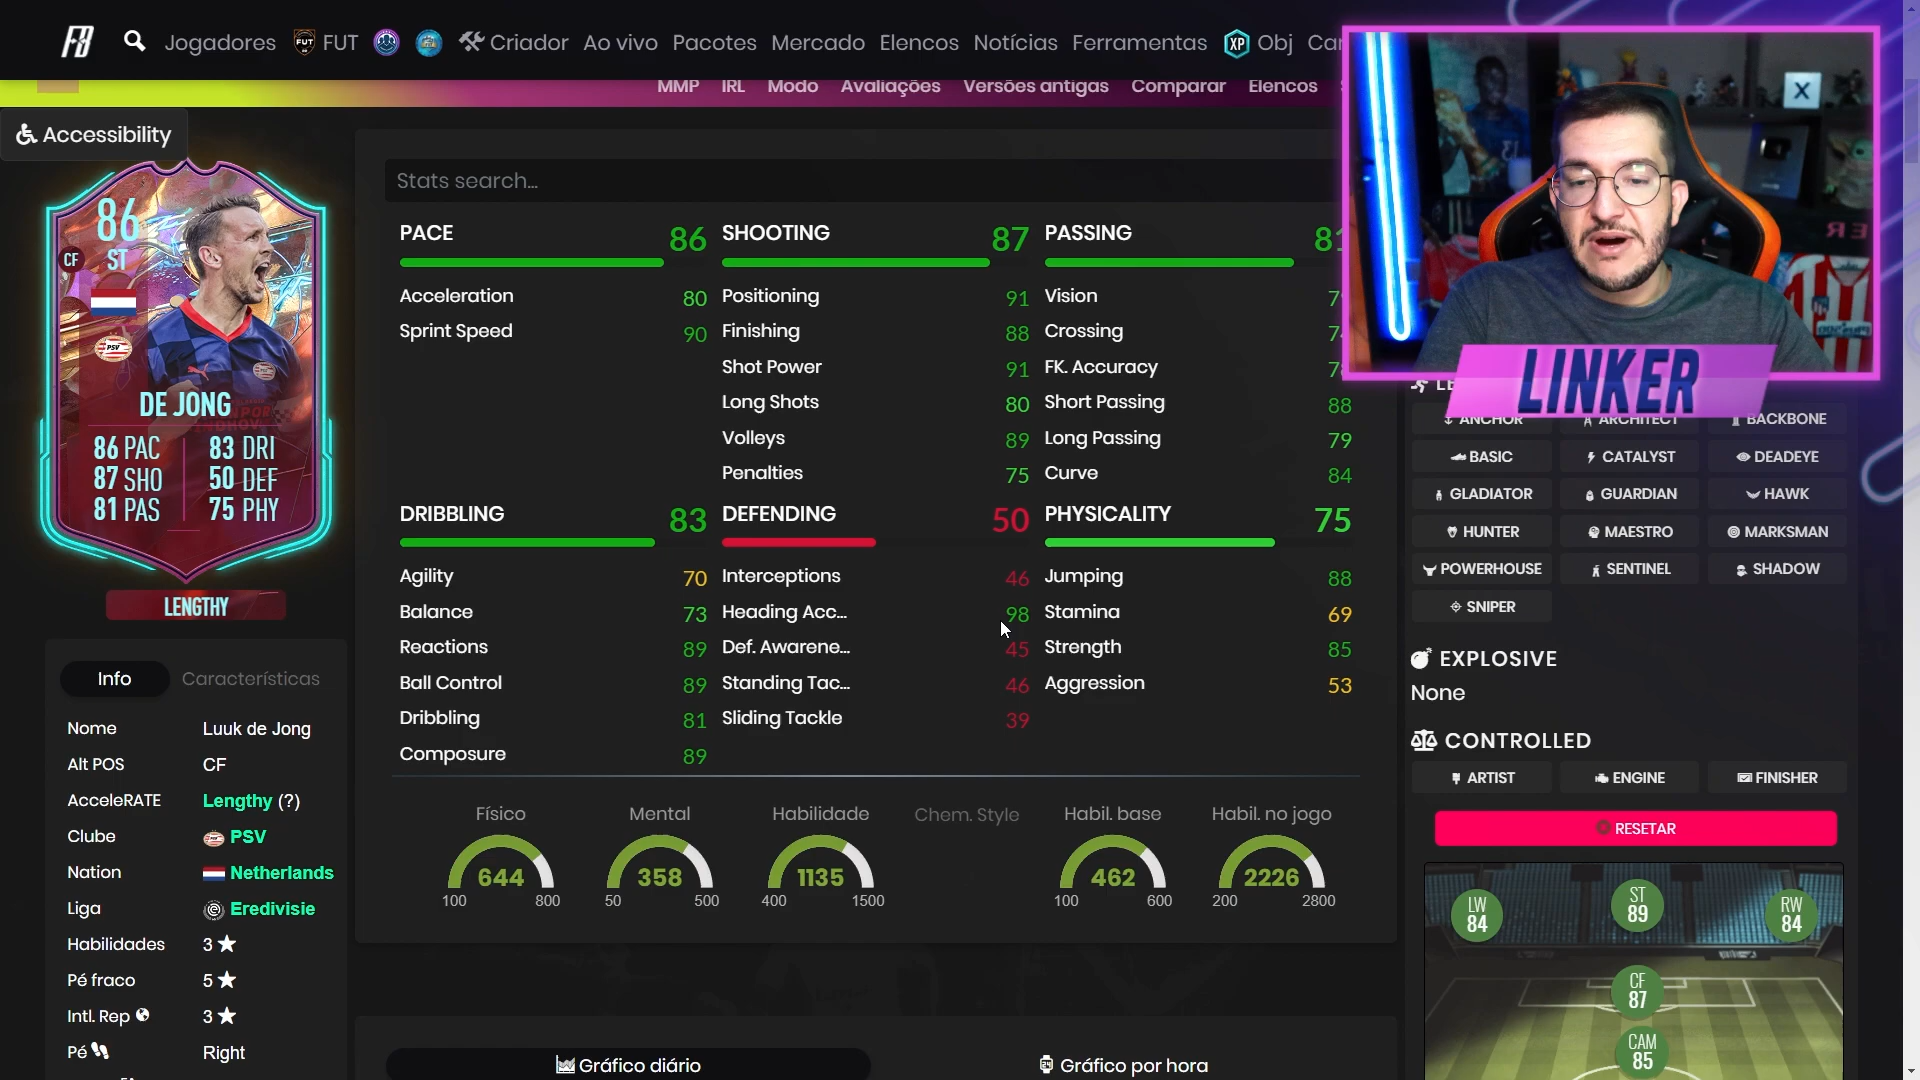 Jogadores FUT Criador Ao vivo Pacotes Mercado Elencos Notícias Ferramentas XP Obj
MMP IRL Modo Avaliações Versões antigas Comparar Elencos
Accessibility
Stats search...
86
ST
CF
PSV
DE JONG
86 PAC 83 DRI
87 SHO 50 DEF
81 PAS 75 PHY
LENGTHY
Info Características
Nome Luuk de Jong
Alt POS CF
AcceleRATE Lengthy (?)
Clube PSV
Nation Netherlands
Liga Eredivisie
Habilidades 3
Pé fraco 5
Intl. Rep 3
Pé Right
PACE 86
Acceleration 80
Sprint Speed 90
SHOOTING 87
Positioning 91
Finishing 88
Shot Power 91
Long Shots 80
Volleys 89
Penalties 75
PASSING
Vision
Crossing
FK. Accuracy
Short Passing 88
Long Passing 79
Curve 84
DRIBBLING 83
Agility 70
Balance 73
Reactions 89
Ball Control 89
Dribbling 81
Composure 89
DEFENDING 50
Interceptions 46
Heading Acc... 98
Def. Awarene... 45
Standing Tac... 46
Sliding Tackle 39
PHYSICALITY 75
Jumping 88
Stamina 69
Strength 85
Aggression 53
Físico Mental Habilidade Chem. Style Habil. base Habil. no jogo
644 358 1135 462 2226
100 800 50 500 400 1500 100 600 200 2800
Gráfico diário Gráfico por hora
X
LINKER
ANCHOR ARCHITECT BACKBONE
BASIC CATALYST DEADEYE
GLADIATOR GUARDIAN HAWK
HUNTER MAESTRO MARKSMAN
POWERHOUSE SENTINEL SHADOW
SNIPER
EXPLOSIVE
None
CONTROLLED
ARTIST ENGINE FINISHER
RESETAR
LW
84
ST
89
RW
84
CF
87
CAM
85